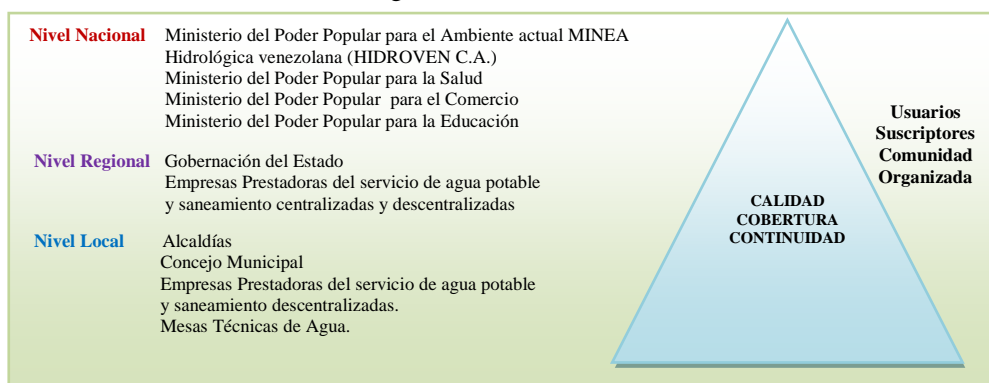 Nivel Nacional Ministerio del Poder Popular para el Ambiente actual MINEA
Hidrológica venezolana (HIDROVEN C.A.)
Ministerio del Poder Popular para la Salud
Ministerio del Poder Popular para el Comercio
Ministerio del Poder Popular para la Educación
Nivel Regional Gobernación del Estado
Empresas Prestadoras del servicio de agua potable
y saneamiento centralizadas y descentralizadas
Nivel Local Alcaldías
Concejo Municipal
Empresas Prestadoras del servicio de agua potable
y saneamiento descentralizadas.
Mesas Técnicas de Agua.
CALIDAD
COBERTURA
CONTINUIDAD
Usuarios
Suscriptores
Comunidad
Organizada